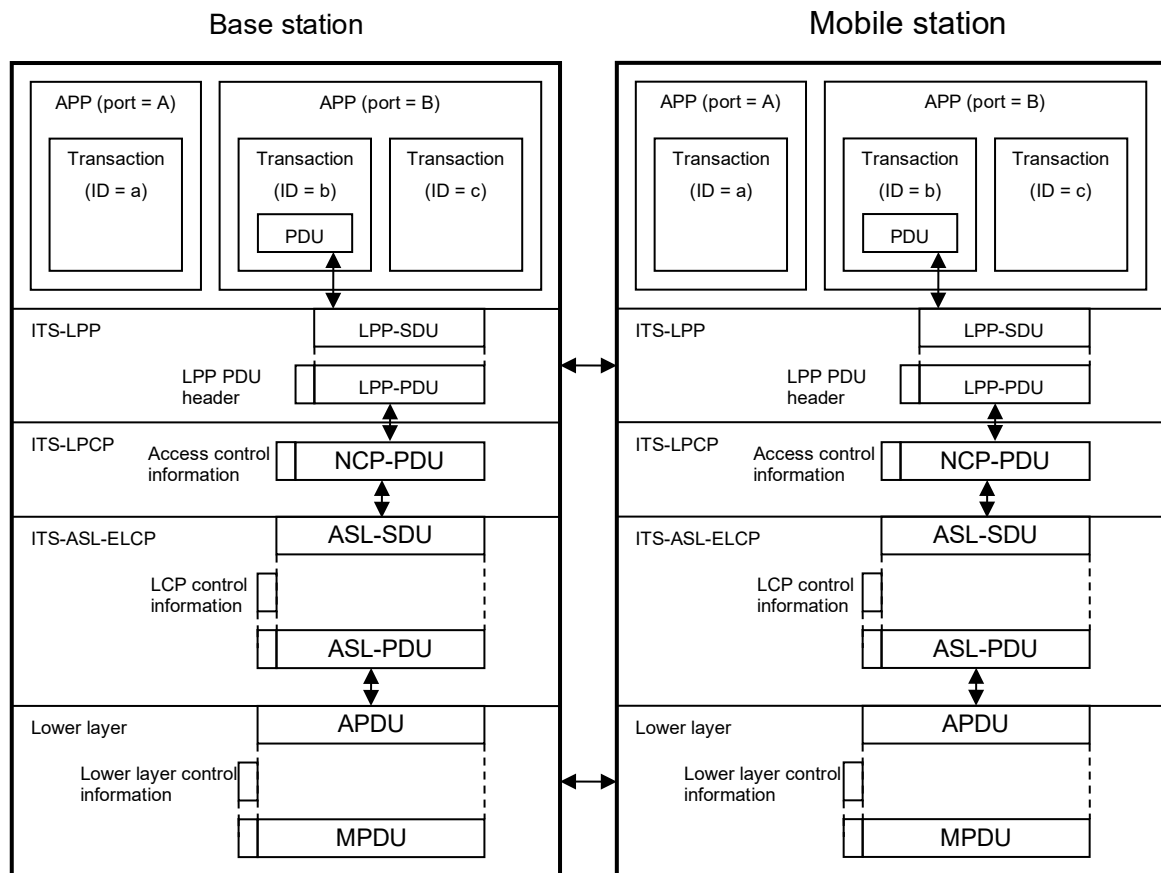 Base station
Mobile station
APP (port = A)
APP (port = B)
Transaction
(ID = a)
Transaction
(ID = b)
Transaction
(ID = c)
PDU
ITS-LPP
LPP-SDU
LPP PDU
header
LPP-PDU
ITS-LPCP
Access control
information
NCP-PDU
ITS-ASL-ELCP
ASL-SDU
LCP control
information
ASL-PDU
Lower layer
APDU
Lower layer control
information
MPDU
APP (port = A)
APP (port = B)
Transaction
(ID = a)
Transaction
(ID = b)
Transaction
(ID = c)
PDU
ITS-LPP
LPP-SDU
LPP PDU
header
LPP-PDU
ITS-LPCP
Access control
information
NCP-PDU
ITS-ASL-ELCP
ASL-SDU
LCP control
information
ASL-PDU
Lower layer
APDU
Lower layer control
information
MPDU